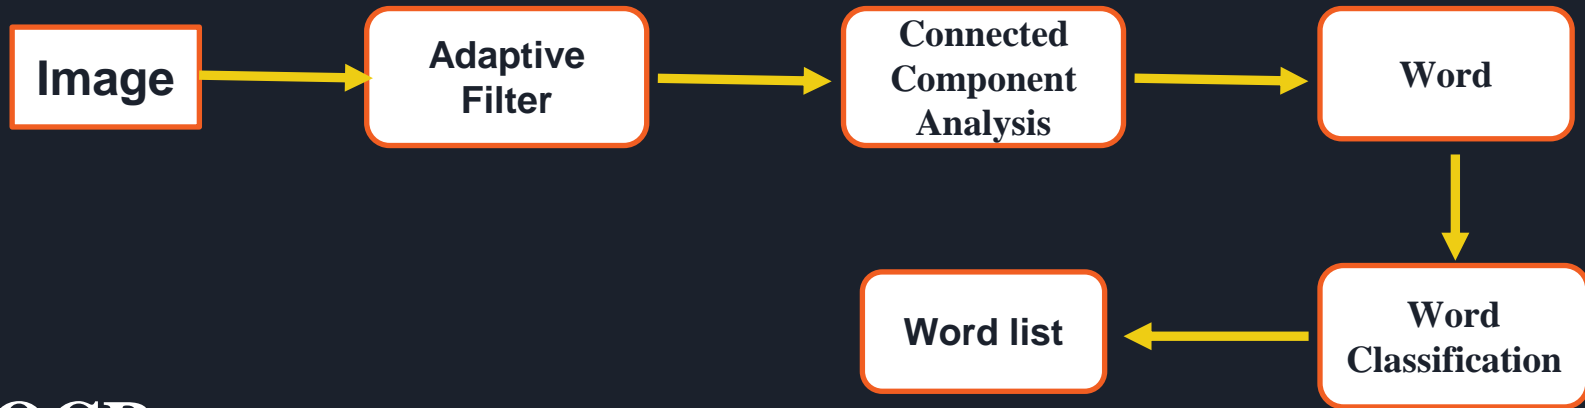 Image
Adaptive
Filter
Connected
Component
Analysis
Word
Word
Classification
Word list